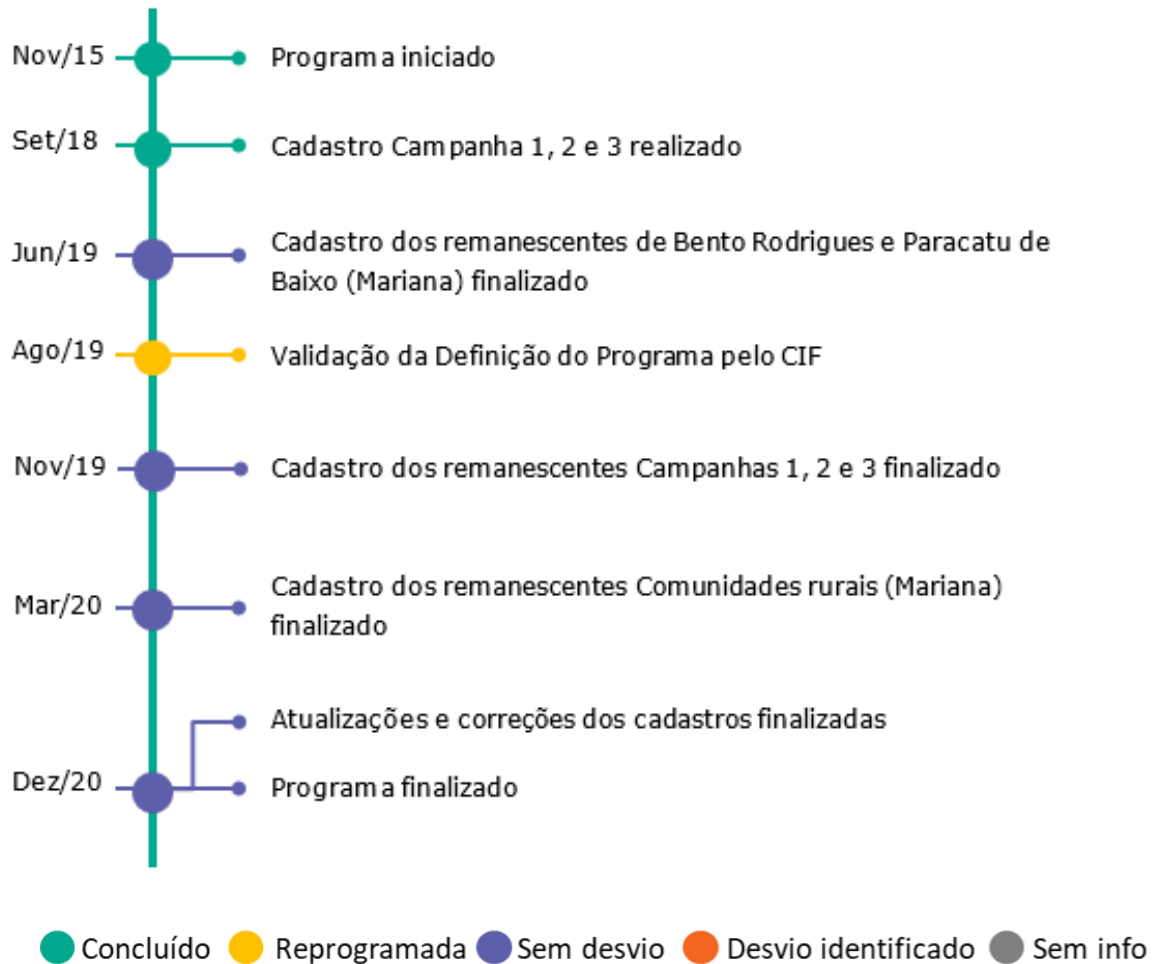 Nov/15 Programa iniciado
Set/18 Cadastro Campanha 1, 2 e 3 realizado
Jun/19 Cadastro dos remanescentes de Bento Rodrigues e Paracatu de
Baixo (Mariana) finalizado
Ago/19 Validação da Definição do Programa pelo CIF
Nov/19 Cadastro dos remanescentes Campanhas 1, 2 e 3 finalizado
Mar/20 Cadastro dos remanescentes Comunidades rurais (Mariana)
finalizado
Atualizações e correções dos cadastros finalizadas
Dez/20 Programa finalizado
Concluído Reprogramada Sem desvio Desvio identificado Sem info